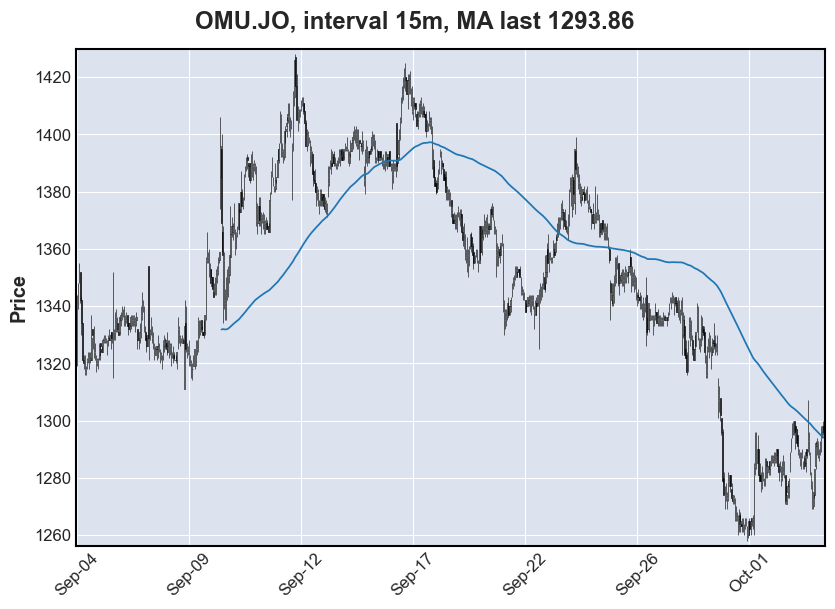 OMU.JO, interval 15m, MA last 1293.86
Price
1420
1400
1380
1360
1340
1320
1300
1280
1260
Sep-04
Sep-09
Sep-12
Sep-17
Sep-22
Sep-26
Oct-01